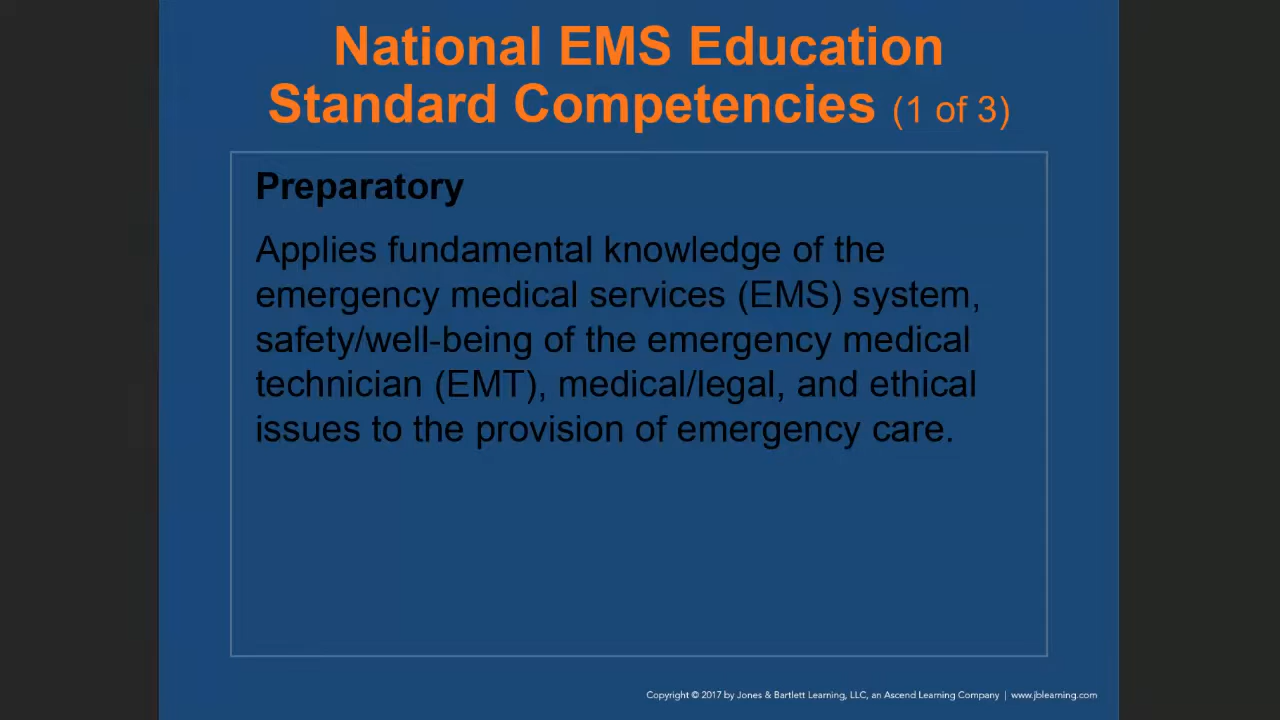 National EMS Education
Standard Competencies (1 of 3)
Preparatory
Applies fundamental knowledge of the
emergency medical services (EMS) system,
safety/well-being of the emergency medical
technician (EMT), medical/legal, and ethical
issues to the provision of emergency care.
Copyright © 2017 by Jones & Bartlett Learning, LLC, an Ascend Learning Company | www.jblearning.com